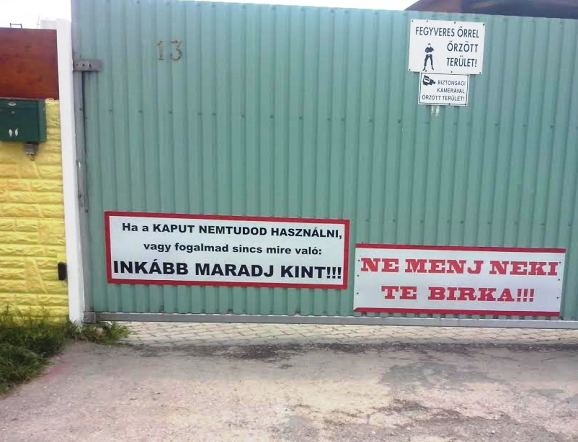 13
FEGYVERES ŐRREL
ŐRZÖTT
TERÜLET!
BIZTONSÁGI
KAMERÁVAL
ŐRZÖTT TERÜLET!
Ha a KAPUT NEMTUDOD HASZNÁLNI,
vagy fogalmad sincs mire való:
INKÁBB MARADJ KINT!!!
NE MENJ NEKI
TE BIRKA!!!